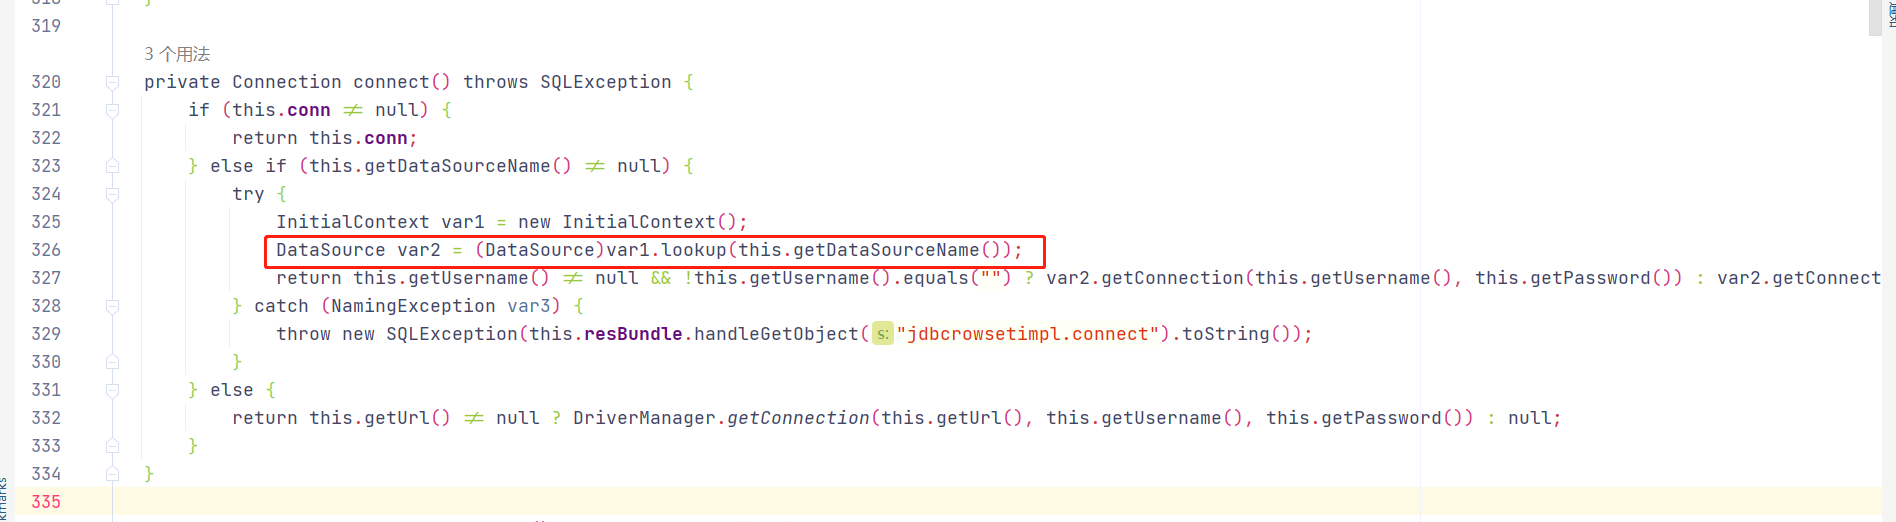 319
3 个用法
320 private Connection connect() throws SQLException {
321 if (this.conn ≠ null) {
322 return this.conn;
323 } else if (this.getDataSourceName() ≠ null) {
324 try {
325 InitialContext var1 = new InitialContext();
326 DataSource var2 = (DataSource)var1.lookup(this.getDataSourceName());
327 return this.getUsername() ≠ null && !this.getUsername().equals("") ? var2.getConnection(this.getUsername(), this.getPassword()) : var2.getConnect
328 } catch (NamingException var3) {
329 throw new SQLException(this.resBundle.handleGetObject( s: "jdbcrowsetimpl.connect").toString());
330 }
331 } else {
332 return this.getUrl() ≠ null ? DriverManager.getConnection(this.getUrl(), this.getUsername(), this.getPassword()) : null;
333 }
334 }
335